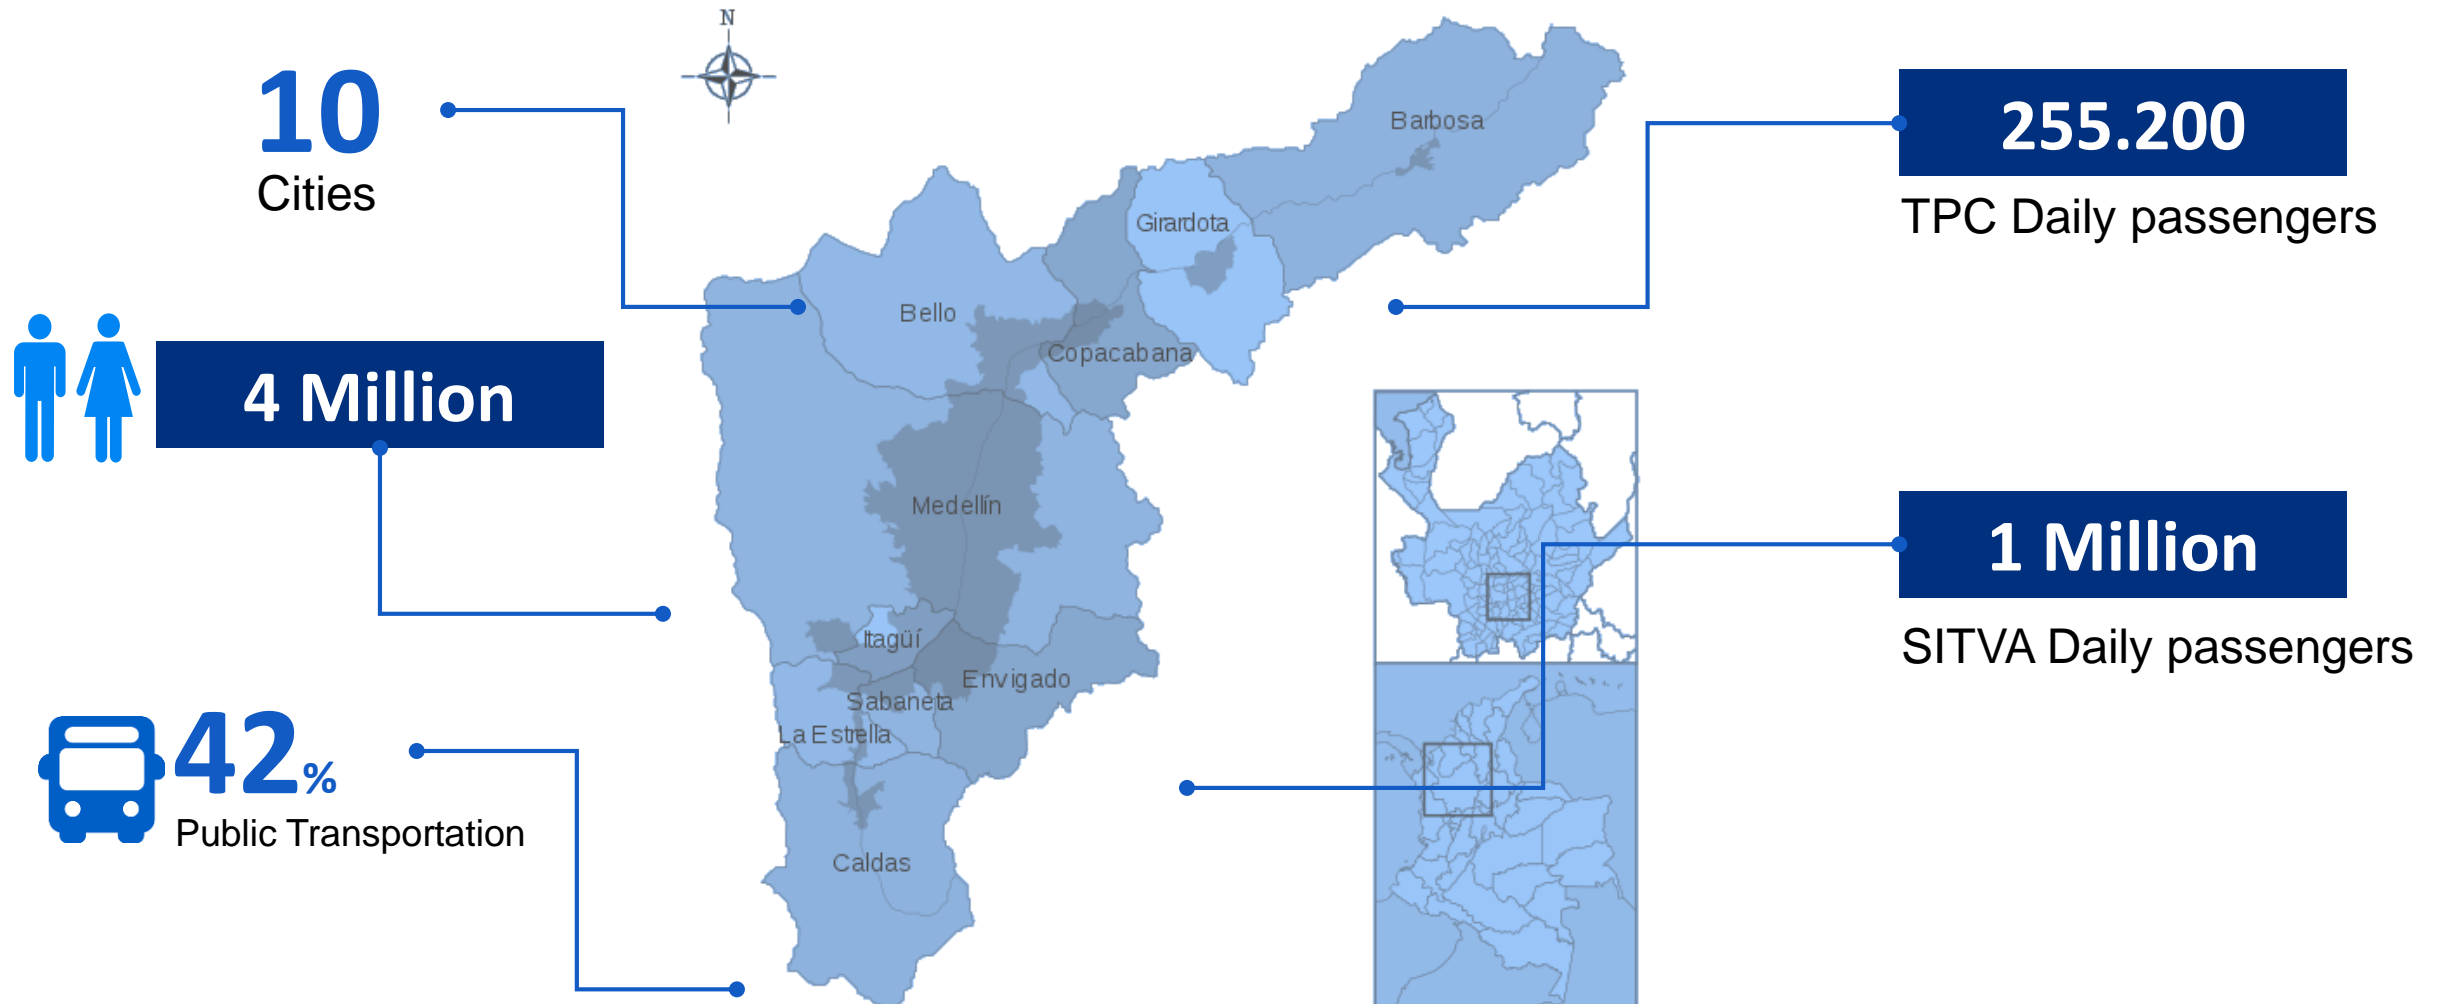 N
10
Cities
4 Million
42%
Public Transportation
Barbosa
Girardota
Bello
Copacabana
Medellín
Itagüí
Envigado
Sabaneta
La Estrella
Caldas
255.200
TPC Daily passengers
1 Million
SITVA Daily passengers